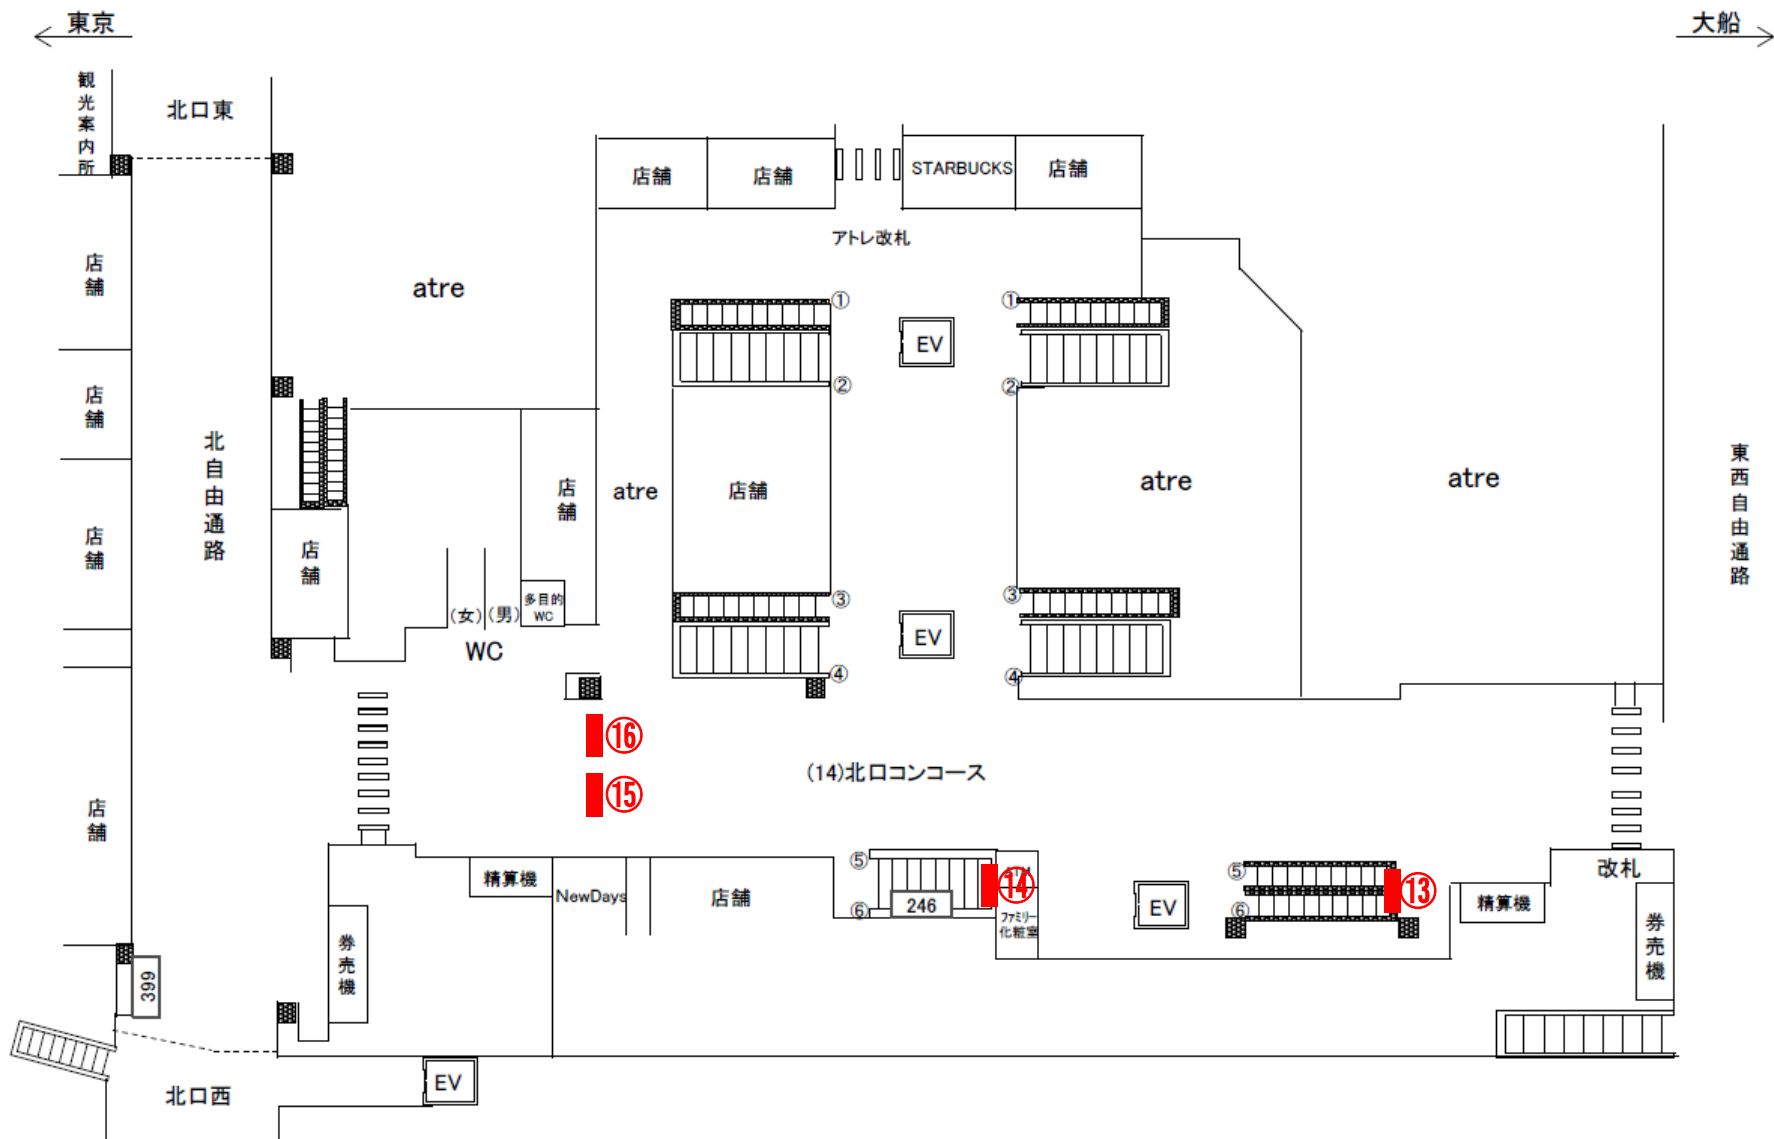 東京
大船
観光案内所
北口東
店舗
店舗
STARBUCKS
店舗
アトレ改札
店舗
atre
①
①
EV
②
②
店舗
北自由通路
店舗
atre
店舗
atre
atre
東西自由通路
店舗
店舗
多目的
WC
(女)
(男)
WC
③
③
EV
④
④
⑯
(14)北口コンコース
⑮
店舗
精算機
NewDays
店舗
⑤
⑥
246
⑭
ファミリー
化粧室
EV
⑤
⑥
⑬
改札
精算機
券売機
券売機
399
北口西
EV